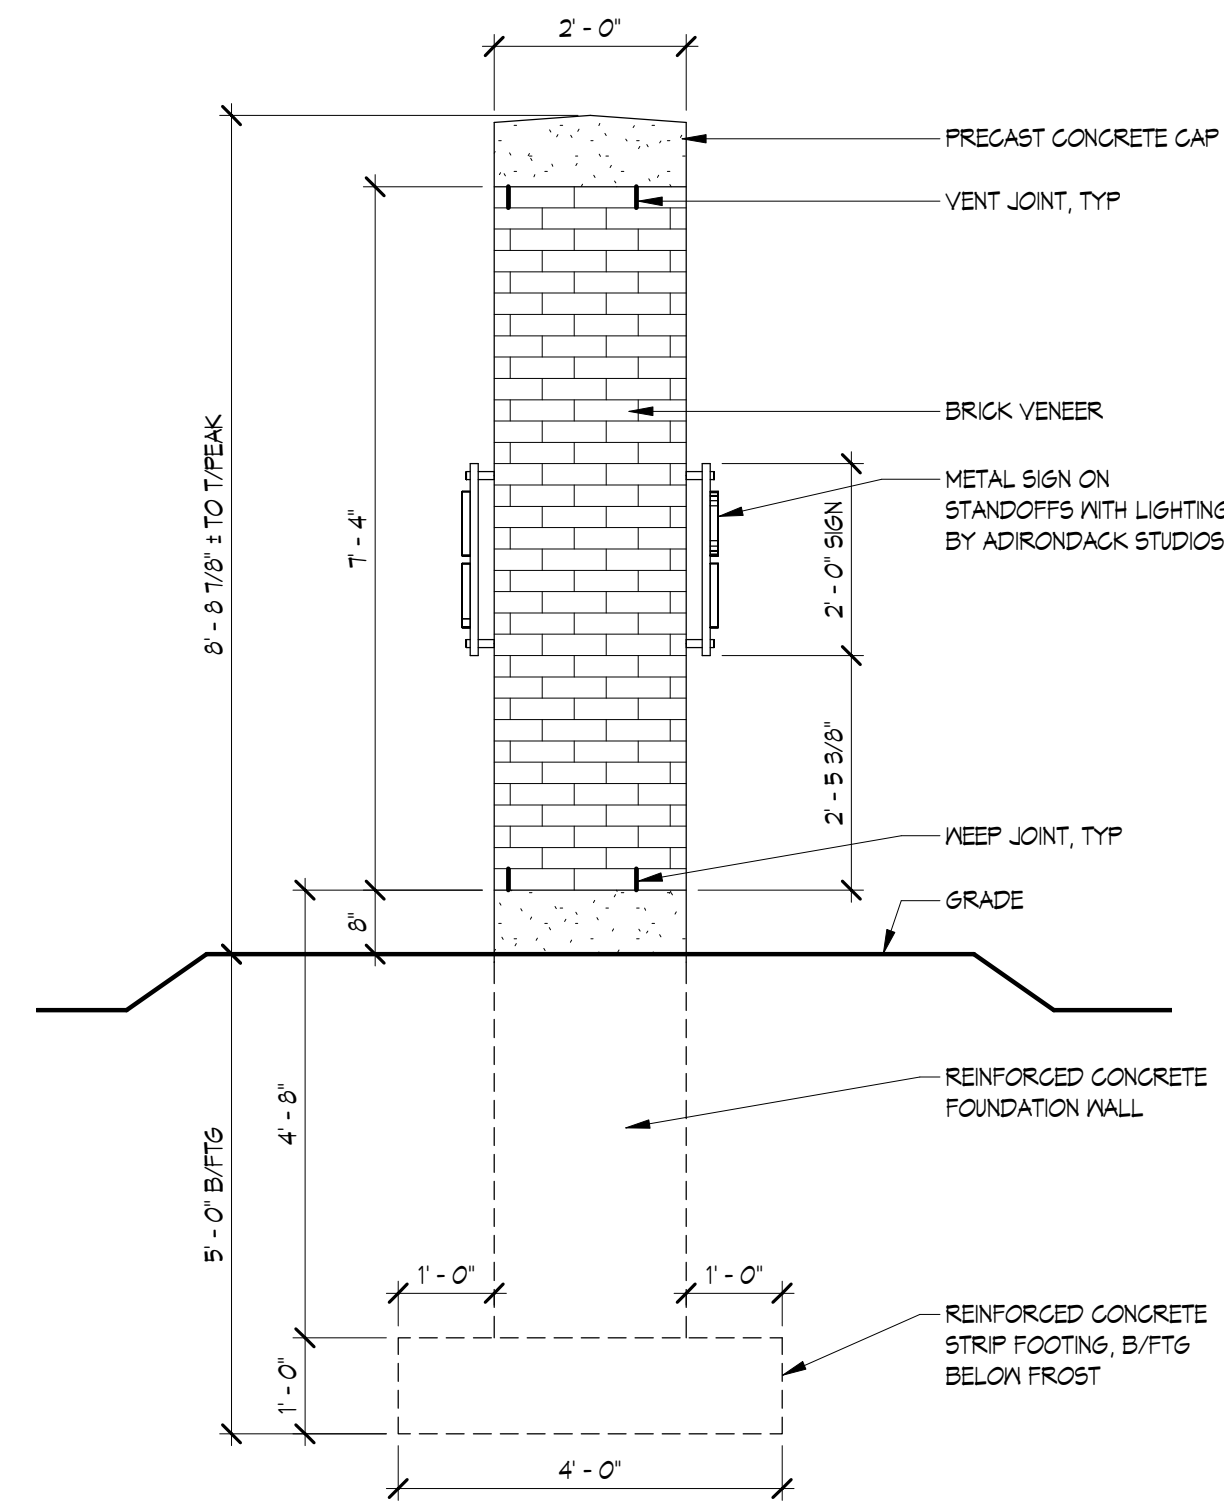 2' - 0"
PRECAST CONCRETE CAP
VENT JOINT, TYP
BRICK VENEER
METAL SIGN ON
STANDOFFS WITH LIGHTING
BY ADIRONDACK STUDIOS
8' - 8 7/8" ± TO T/PEAK
7' - 4"
2' - 0" SIGN
2' - 5 3/8"
WEEP JOINT, TYP
GRADE
8"
REINFORCED CONCRETE
FOUNDATION WALL
4' - 8"
5' - 0" B/FTG
1' - 0"
1' - 0"
REINFORCED CONCRETE
STRIP FOOTING, B/FTG
BELOW FROST
1' - 0"
4' - 0"